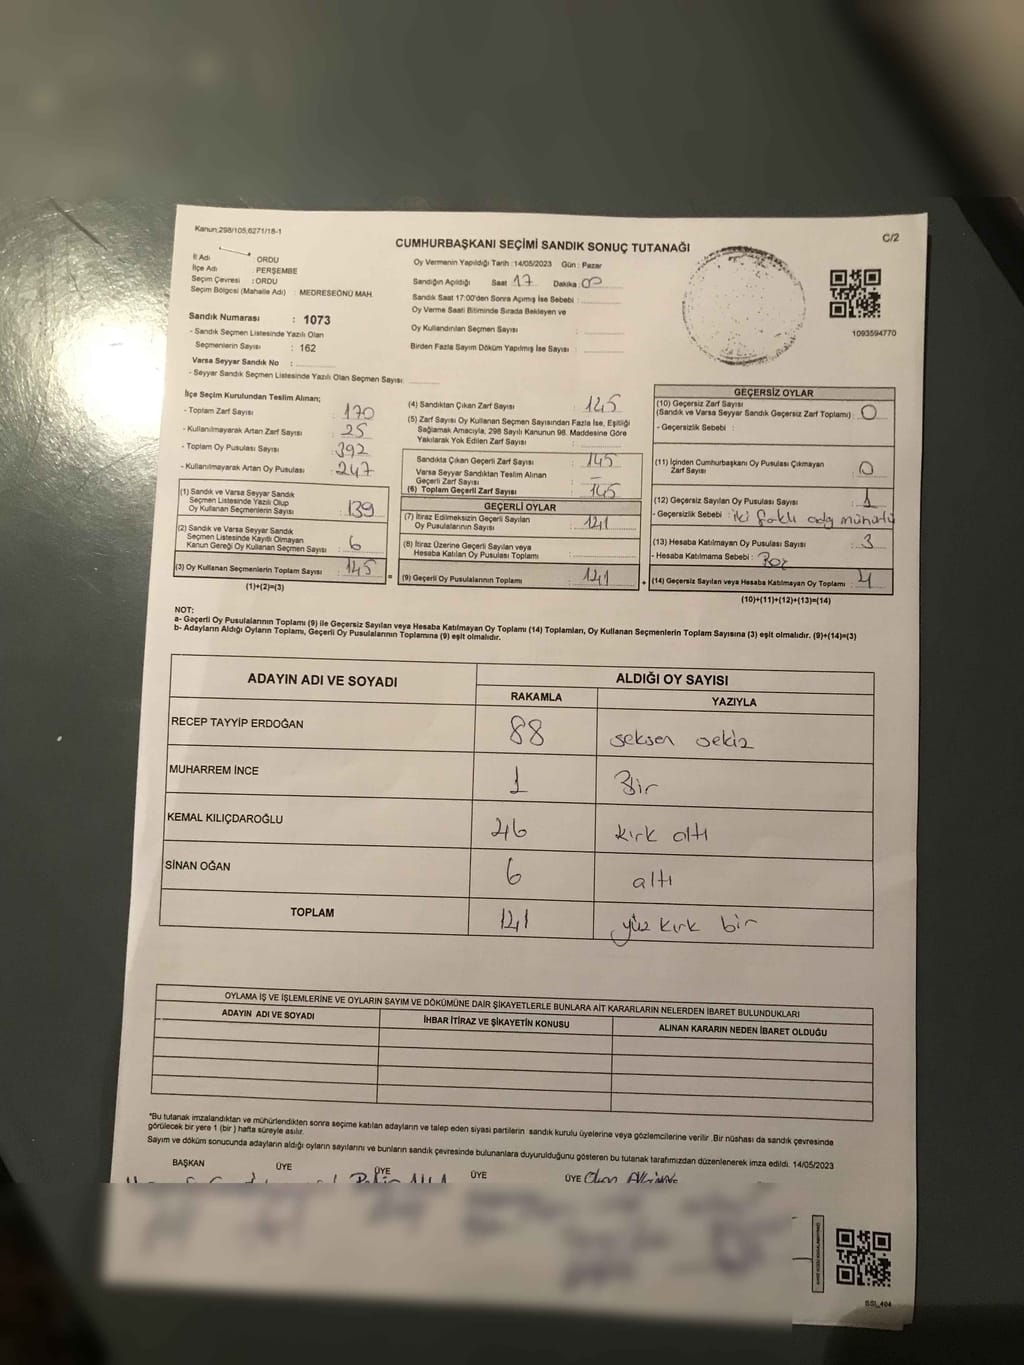 Kanun:298/105,6271/18-1
C/2
CUMHURBAŞKANI SEÇİMİ SANDIK SONUÇ TUTANAĞI
İl Adı : ORDU
İlçe Adı : PERŞEMBE
Seçim Çevresi : ORDU
Seçim Bölgesi (Mahalle Adı) : MEDRESEÖNÜ MAH.
Sandık Numarası : 1073
- Sandık Seçmen Listesinde Yazılı Olan
Seçmenlerin Sayısı : 162
Varsa Seyyar Sandık No :
- Seyyar Sandık Seçmen Listesinde Yazılı Olan Seçmen Sayısı:
Oy Vermenin Yapıldığı Tarih :14/05/2023 Gün : Pazar
Sandığın Açıldığı Saat 17 Dakika 00
Sandık Saat 17:00'den Sonra Açımış İse Sebebi :
Oy Verme Saati Bitiminde Sırada Bekleyen ve
Oy Kullandırılan Seçmen Sayısı :
Birden Fazla Sayım Döküm Yapılmış İse Sayısı :
1093594770
İlçe Seçim Kurulundan Teslim Alınan;
- Toplam Zarf Sayısı : 170
- Kullanılmayarak Artan Zarf Sayısı : 25
- Toplam Oy Pusulası Sayısı : 392
- Kullanılmayarak Artan Oy Pusulası : 247
(1) Sandık ve Varsa Seyyar Sandık
Seçmen Listesinde Yazılı Olup
Oy Kullanan Seçmenlerin Sayısı : 139
(2) Sandık ve Varsa Seyyar Sandık
Seçmen Listesinde Kayıtlı Olmayan
Kanun Gereği Oy Kullanan Seçmen Sayısı : 6
(3) Oy Kullanan Seçmenlerin Toplam Sayısı : 145
(1)+(2)=(3)
(4) Sandıktan Çıkan Zarf Sayısı : 145
(5) Zarf Sayısı Oy Kullanan Seçmen Sayısından Fazla İse, Eşitliği
Sağlamak Amacıyla, 298 Sayılı Kanunun 98. Maddesine Göre
Yakılarak Yok Edilen Zarf Sayısı :
Sandıkta Çıkan Geçerli Zarf Sayısı : 145
Varsa Seyyar Sandıktan Teslim Alınan
Geçerli Zarf Sayısı : -
(6) Toplam Geçerli Zarf Sayısı : 145
GEÇERLİ OYLAR
(7) İtiraz Edilmeksizin Geçerli Sayılan
Oy Pusulalarının Sayısı : 141
(8) İtiraz Üzerine Geçerli Sayılan veya
Hesaba Katılan Oy Pusulası Toplamı :
(9) Geçerli Oy Pusulalarının Toplamı : 141
GEÇERSİZ OYLAR
(10) Geçersiz Zarf Sayısı
(Sandık ve Varsa Seyyar Sandık Geçersiz Zarf Toplamı) : 0
- Geçersizlik Sebebi :
(11) İçinden Cumhurbaşkanı Oy Pusulası Çıkmayan
Zarf Sayısı : 0
(12) Geçersiz Sayılan Oy Pusulası Sayısı : 1
- Geçersizlik Sebebi : iki farklı aday mühürlü
(13) Hesaba Katılmayan Oy Pusulası Sayısı : 3
- Hesaba Katılmama Sebebi : Boz
(14) Geçersiz Sayılan veya Hesaba Katılmayan Oy Toplamı : 4
(10)+(11)+(12)+(13)=(14)
NOT:
a- Geçerli Oy Pusulalarının Toplamı (9) ile Geçersiz Sayılan veya Hesaba Katılmayan Oy Toplamı (14) Toplamları, Oy Kullanan Seçmenlerin Toplam Sayısına (3) eşit olmalıdır. (9)+(14)=(3)
b- Adayların Aldığı Oyların Toplamı, Geçerli Oy Pusulalarının Toplamına (9) eşit olmalıdır.
ADAYIN ADI VE SOYADI
ALDIĞI OY SAYISI
RAKAMLA YAZIYLA
RECEP TAYYİP ERDOĞAN 88 seksen sekiz
MUHARREM İNCE 1 Bir
KEMAL KILIÇDAROĞLU 46 kırk altı
SİNAN OĞAN 6 altı
TOPLAM 141 yüz kırk bir
OYLAMA İŞ VE İŞLEMLERİNE VE OYLARIN SAYIM VE DÖKÜMÜNE DAİR ŞİKAYETLERLE BUNLARA AİT KARARLARIN NELERDEN İBARET BULUNDUKLARI
ADAYIN ADI VE SOYADI İHBAR İTİRAZ VE ŞİKAYETİN KONUSU ALINAN KARARIN NEDEN İBARET OLDUĞU
*Bu tutanak imzalandıktan ve mühürlendikten sonra seçime katılan adayların ve talep eden siyasi partilerin sandık kurulu üyelerine veya gözlemcilerine verilir. Bir nüshası da sandık çevresinde
görülecek bir yere 1 (bir ) hafta süreyle asılır.
Sayım ve döküm sonucunda adayların aldığı oyların sayılarını ve bunların sandık çevresinde bulunanlara duyurulduğunu gösteren bu tutanak tarafımızdan düzenlenerek imza edildi. 14/05/2023
BAŞKAN ÜYE ÜYE ÜYE ÜYE